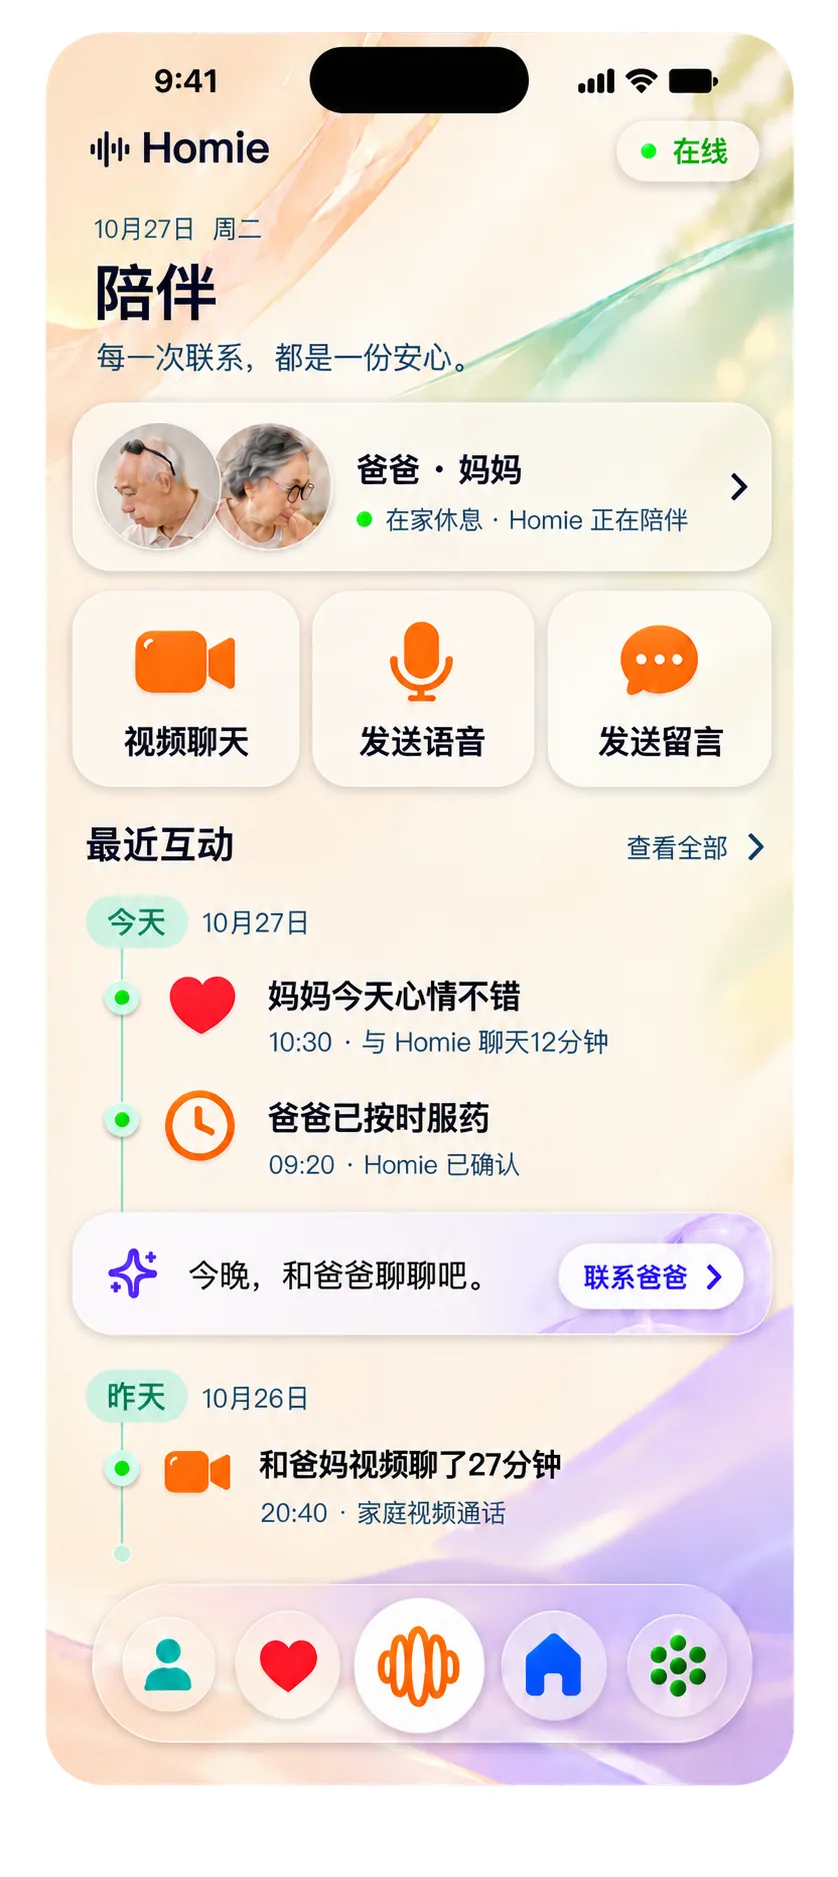 9:41
Homie
在线
10月27日 周二
陪伴
每一次联系，都是一份安心。
爸爸 · 妈妈
在家休息 · Homie 正在陪伴
视频聊天
发送语音
发送留言
最近互动
查看全部
今天
10月27日
妈妈今天心情不错
10:30 · 与 Homie 聊天12分钟
爸爸已按时服药
09:20 · Homie 已确认
今晚，和爸爸聊聊吧。
联系爸爸
昨天
10月26日
和爸妈视频聊了27分钟
20:40 · 家庭视频通话